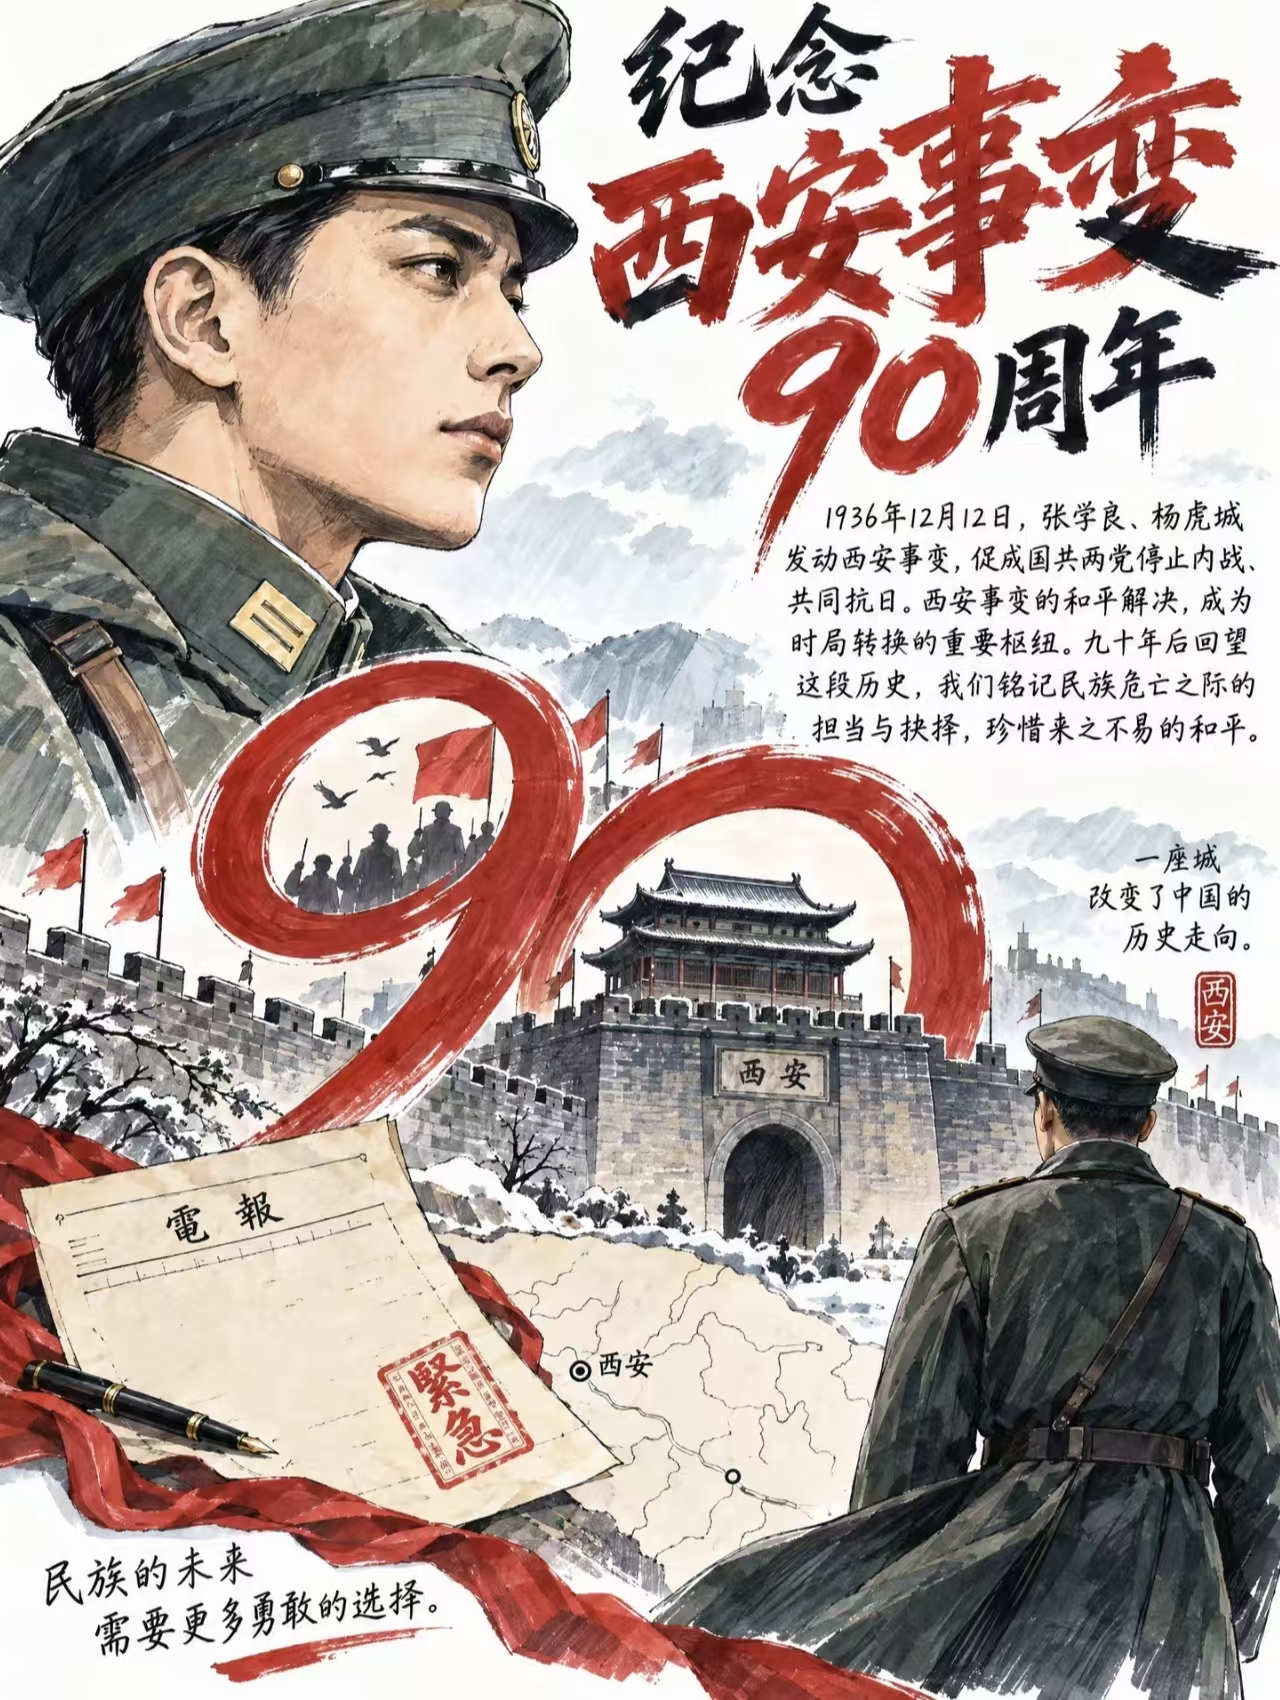 纪念
西安事变
90周年
1936年12月12日，张学良、杨虎城
发动西安事变，促成国共两党停止内战、
共同抗日。西安事变的和平解决，成为
时局转换的重要枢纽。九十年后回望
这段历史，我们铭记民族危亡之际的
担当与抉择，珍惜来之不易的和平。
90
一座城
改变了中国的
历史走向。
西安
西安
電報
緊急
西安
民族的未来
需要更多勇敢的选择。